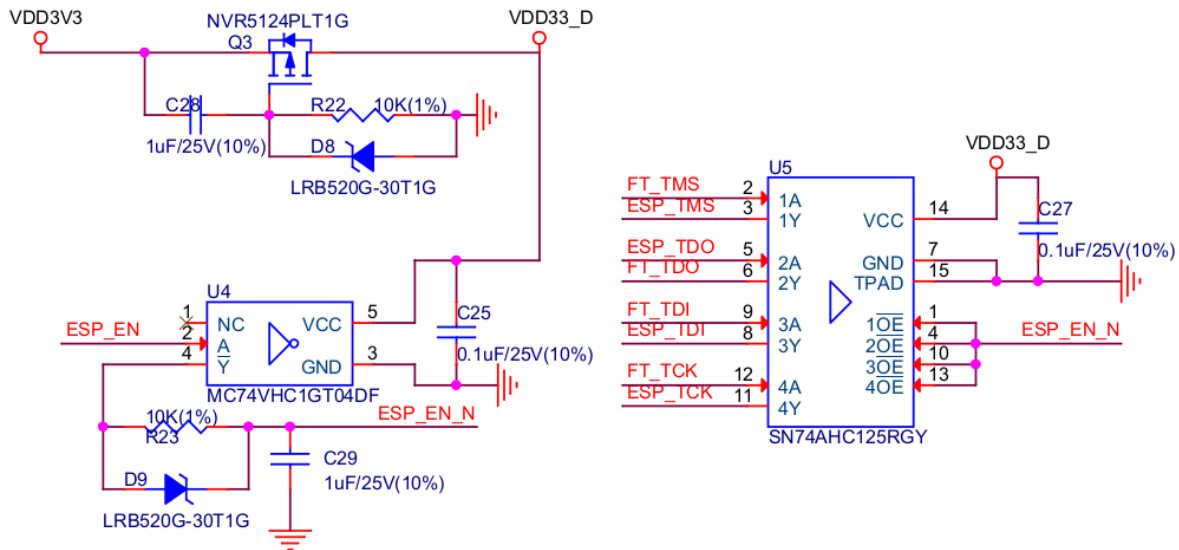 VDD3V3
NVR5124PLT1G
VDD33_D
Q3
C28
R22
10K(1%)
1uF/25V(10%)
D8
LRB520G-30T1G
U4
1
NC
VCC
5
ESP_EN
2
A
4
Y
GND
3
MC74VHC1GT04DF
C25
0.1uF/25V(10%)
10K(1%)
R23
ESP_EN_N
D9
LRB520G-30T1G
C29
1uF/25V(10%)
VDD33_D
U5
FT_TMS
2
1A
ESP_TMS
3
1Y
VCC
14
C27
0.1uF/25V(10%)
ESP_TDO
5
2A
GND
7
FT_TDO
6
2Y
TPAD
15
FT_TDI
9
3A
1OE
1
ESP_TDI
8
3Y
2OE
4
ESP_EN_N
3OE
10
FT_TCK
12
4A
4OE
13
ESP_TCK
11
4Y
SN74AHC125RGY